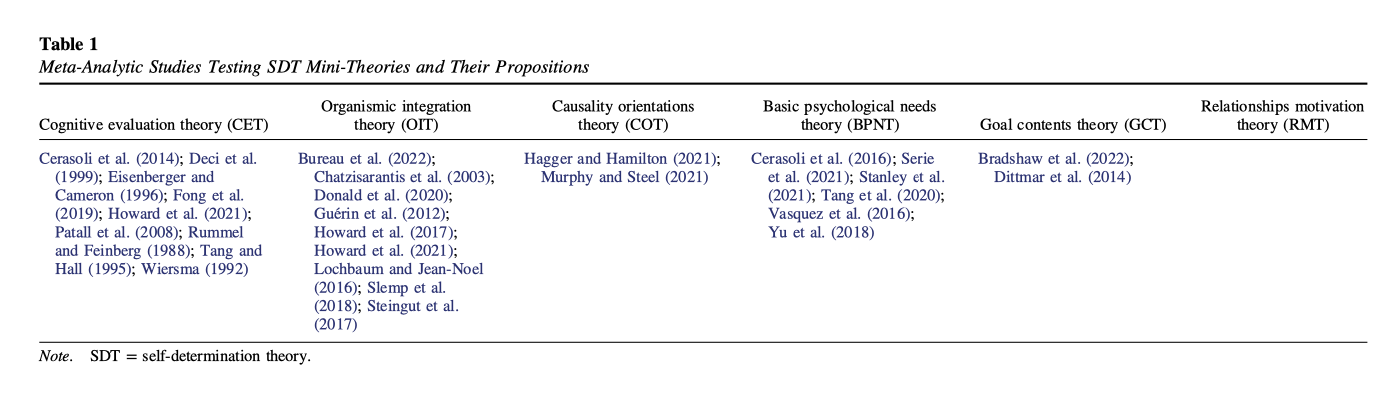 Table 1
Meta-Analytic Studies Testing SDT Mini-Theories and Their Propositions
Cognitive evaluation theory (CET)
Organismic integration
theory (OIT)
Causality orientations
theory (COT)
Basic psychological needs
theory (BPNT)
Goal contents theory (GCT)
Relationships motivation
theory (RMT)
Cerasoli et al. (2014); Deci et al.
(1999); Eisenberger and
Cameron (1996); Fong et al.
(2019); Howard et al. (2021);
Patall et al. (2008); Rummel
and Feinberg (1988); Tang and
Hall (1995); Wiersma (1992)
Bureau et al. (2022);
Chatzisarantis et al. (2003);
Donald et al. (2020);
Guérin et al. (2012);
Howard et al. (2017);
Howard et al. (2021);
Lochbaum and Jean-Noel
(2016); Slemp et al.
(2018); Steingut et al.
(2017)
Hagger and Hamilton (2021);
Murphy and Steel (2021)
Cerasoli et al. (2016); Serie
et al. (2021); Stanley et al.
(2021); Tang et al. (2020);
Vasquez et al. (2016);
Yu et al. (2018)
Bradshaw et al. (2022);
Dittmar et al. (2014)
Note. SDT = self-determination theory.